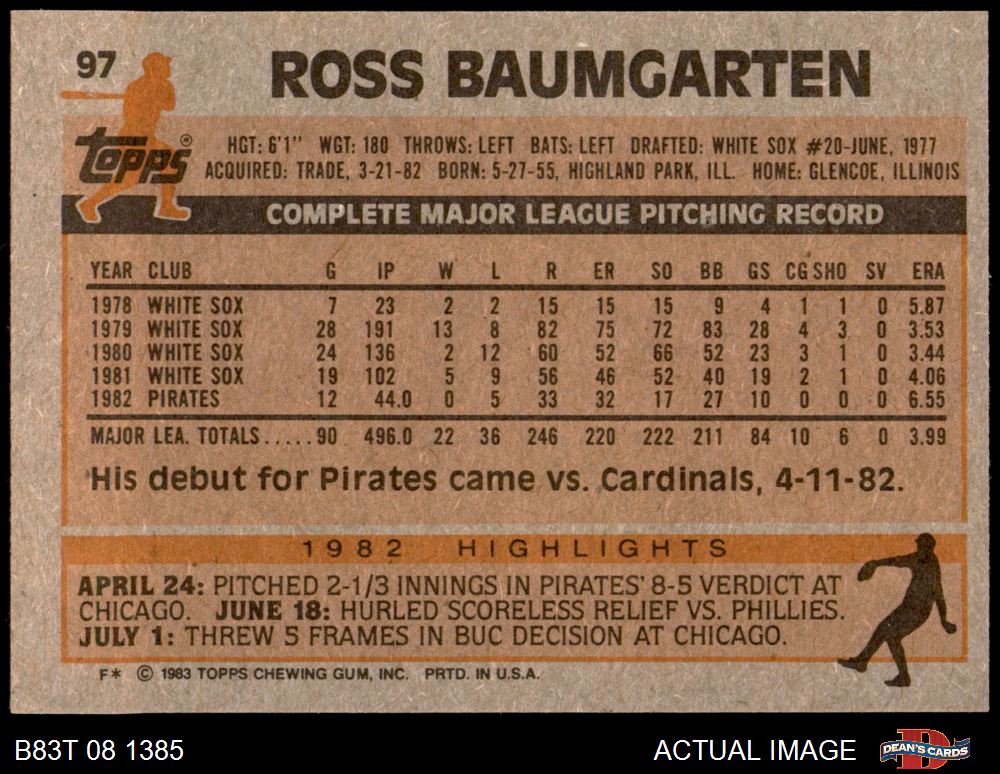 97
ROSS BAUMGARTEN
Topps®
HGT: 6'1" WGT: 180 THROWS: LEFT BATS: LEFT DRAFTED: WHITE SOX #20-JUNE, 1977
ACQUIRED: TRADE, 3-21-82 BORN: 5-27-55, HIGHLAND PARK, ILL. HOME: GLENCOE, ILLINOIS
COMPLETE MAJOR LEAGUE PITCHING RECORD
YEAR CLUB G IP W L R ER SO BB GS CG SHO SV ERA
1978 WHITE SOX 7 23 2 2 15 15 15 9 4 1 1 0 5.87
1979 WHITE SOX 28 191 13 8 82 75 72 83 28 4 3 0 3.53
1980 WHITE SOX 24 136 2 12 60 52 66 52 23 3 1 0 3.44
1981 WHITE SOX 19 102 5 9 56 46 52 40 19 2 1 0 4.06
1982 PIRATES 12 44.0 0 5 33 32 17 27 10 0 0 0 6.55
MAJOR LEA. TOTALS.....90 496.0 22 36 246 220 222 211 84 10 6 0 3.99
His debut for Pirates came vs. Cardinals, 4-11-82.
1982 HIGHLIGHTS
APRIL 24: PITCHED 2-1/3 INNINGS IN PIRATES' 8-5 VERDICT AT
CHICAGO. JUNE 18: HURLED SCORELESS RELIEF VS. PHILLIES.
JULY 1: THREW 5 FRAMES IN BUC DECISION AT CHICAGO.
F* © 1983 TOPPS CHEWING GUM, INC. PRTD. IN U.S.A.
B83T 08 1385 ACTUAL IMAGE DEAN'S CARDS